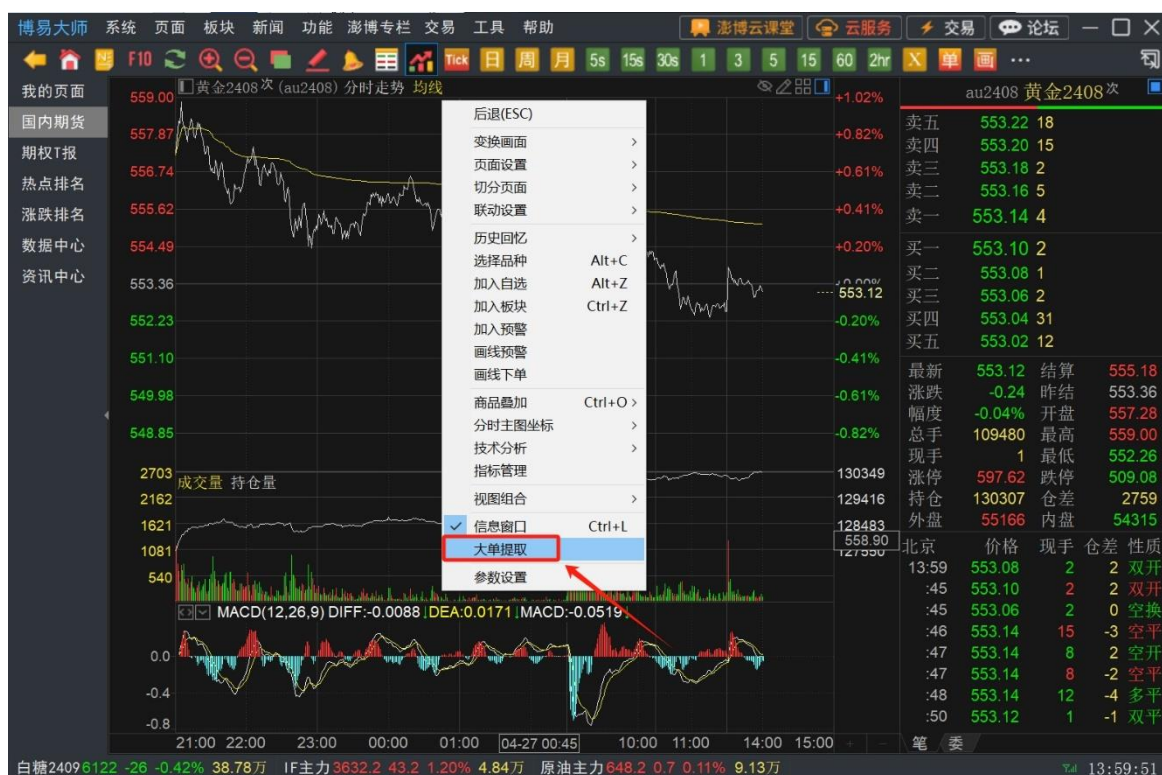 博易大师 系统 页面 板块 新闻 功能 澎博专栏 交易 工具 帮助 澎博云课堂 云服务 交易 论坛
F10 Tick 日 周 月 5s 15s 30s 1 3 5 15 60 2hr X 单 画 ···
我的页面
国内期货
期权T报
热点排名
涨跌排名
数据中心
资讯中心
黄金2408次 (au2408) 分时走势 均线
559.00 +1.02%
557.87 +0.82%
556.74 +0.61%
555.62 +0.41%
554.49 +0.20%
553.36
553.12
552.23 -0.20%
551.10 -0.41%
549.98 -0.61%
548.85 -0.82%
后退(ESC)
变换画面
页面设置
切分页面
联动设置
历史回忆
选择品种 Alt+C
加入自选 Alt+Z
加入板块 Ctrl+Z
加入预警
画线预警
画线下单
商品叠加 Ctrl+O
分时主图坐标
技术分析
指标管理
视图组合
信息窗口 Ctrl+L
大单提取
参数设置
成交量 持仓量
2703 130349
2162 129416
1621 128483
558.90
1081
540
MACD(12,26,9) DIFF:-0.0088↓DEA:0.0171↓MACD:-0.0519↓
0.0
-0.4
-0.8
21:00 22:00 23:00 00:00 01:00 04-27 00:45 10:00 11:00 14:00 15:00 + -
au2408 黄金2408次
卖五 553.22 18
卖四 553.20 15
卖三 553.18 2
卖二 553.16 5
卖一 553.14 4
买一 553.10 2
买二 553.08 1
买三 553.06 2
买四 553.04 31
买五 553.02 12
最新 553.12 结算 555.18
涨跌 -0.24 昨结 553.36
幅度 -0.04% 开盘 557.28
总手 109480 最高 559.00
现手 1 最低 552.26
涨停 597.62 跌停 509.08
持仓 130307 仓差 2759
外盘 55166 内盘 54315
北京 价格 现手 仓差 性质
13:59 553.08 2 2 双开
:45 553.10 2 2 双开
:45 553.06 2 0 空换
:46 553.14 15 -3 空平
:47 553.14 8 2 空开
:47 553.14 8 -2 空平
:48 553.14 12 -4 多平
:50 553.12 1 -1 双平
笔 委
白糖2409 6122 -26 -0.42% 38.78万 IF主力 3632.2 43.2 1.20% 4.84万 原油主力 648.2 0.7 0.11% 9.13万 13:59:51